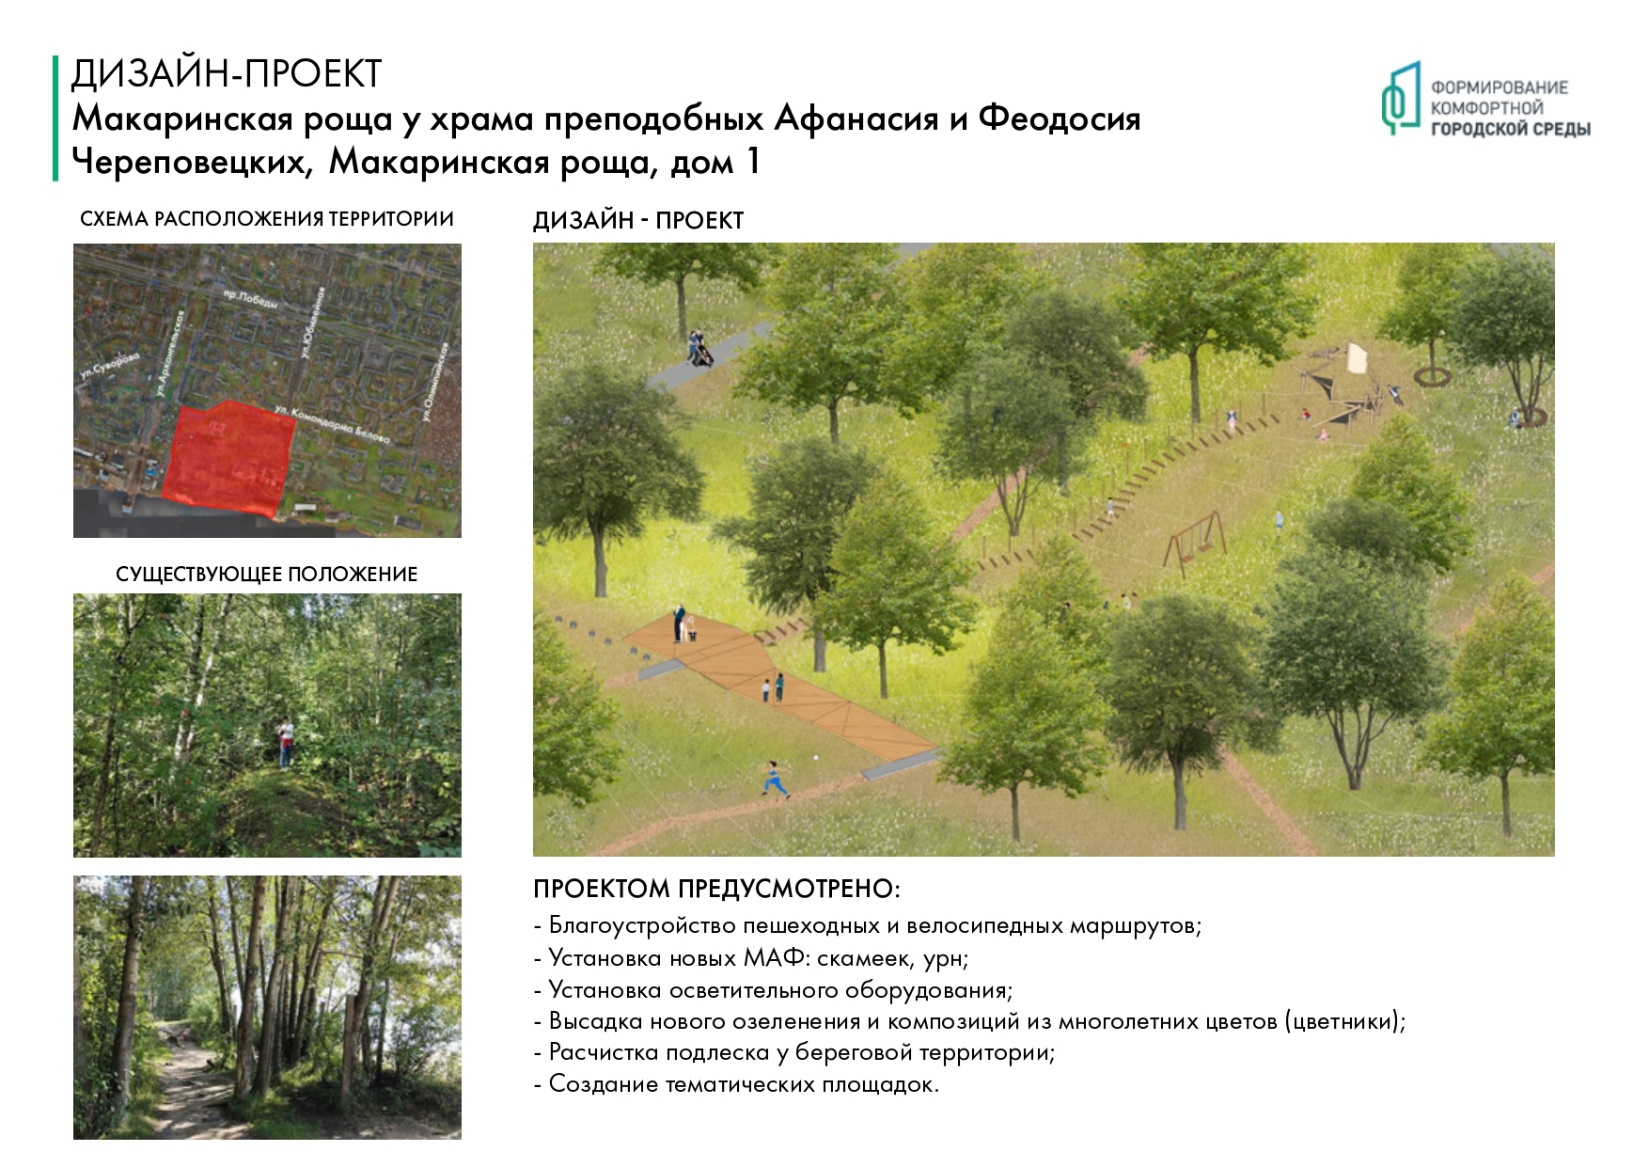 ДИЗАЙН-ПРОЕКТ
Макаринская роща у храма преподобных Афанасия и Феодосия
Череповецких, Макаринская роща, дом 1
ФОРМИРОВАНИЕ
КОМФОРТНОЙ
ГОРОДСКОЙ СРЕДЫ
СХЕМА РАСПОЛОЖЕНИЯ ТЕРРИТОРИИ
пр.Победы
ул.Юбилейная
ул.Архангельская
ул.Суворова
ул.Олимпийская
ул. Командарма Белова
СУЩЕСТВУЮЩЕЕ ПОЛОЖЕНИЕ
ДИЗАЙН - ПРОЕКТ
ПРОЕКТОМ ПРЕДУСМОТРЕНО:
- Благоустройство пешеходных и велосипедных маршрутов;
- Установка новых МАФ: скамеек, урн;
- Установка осветительного оборудования;
- Высадка нового озеленения и композиций из многолетних цветов (цветники);
- Расчистка подлеска у береговой территории;
- Создание тематических площадок.